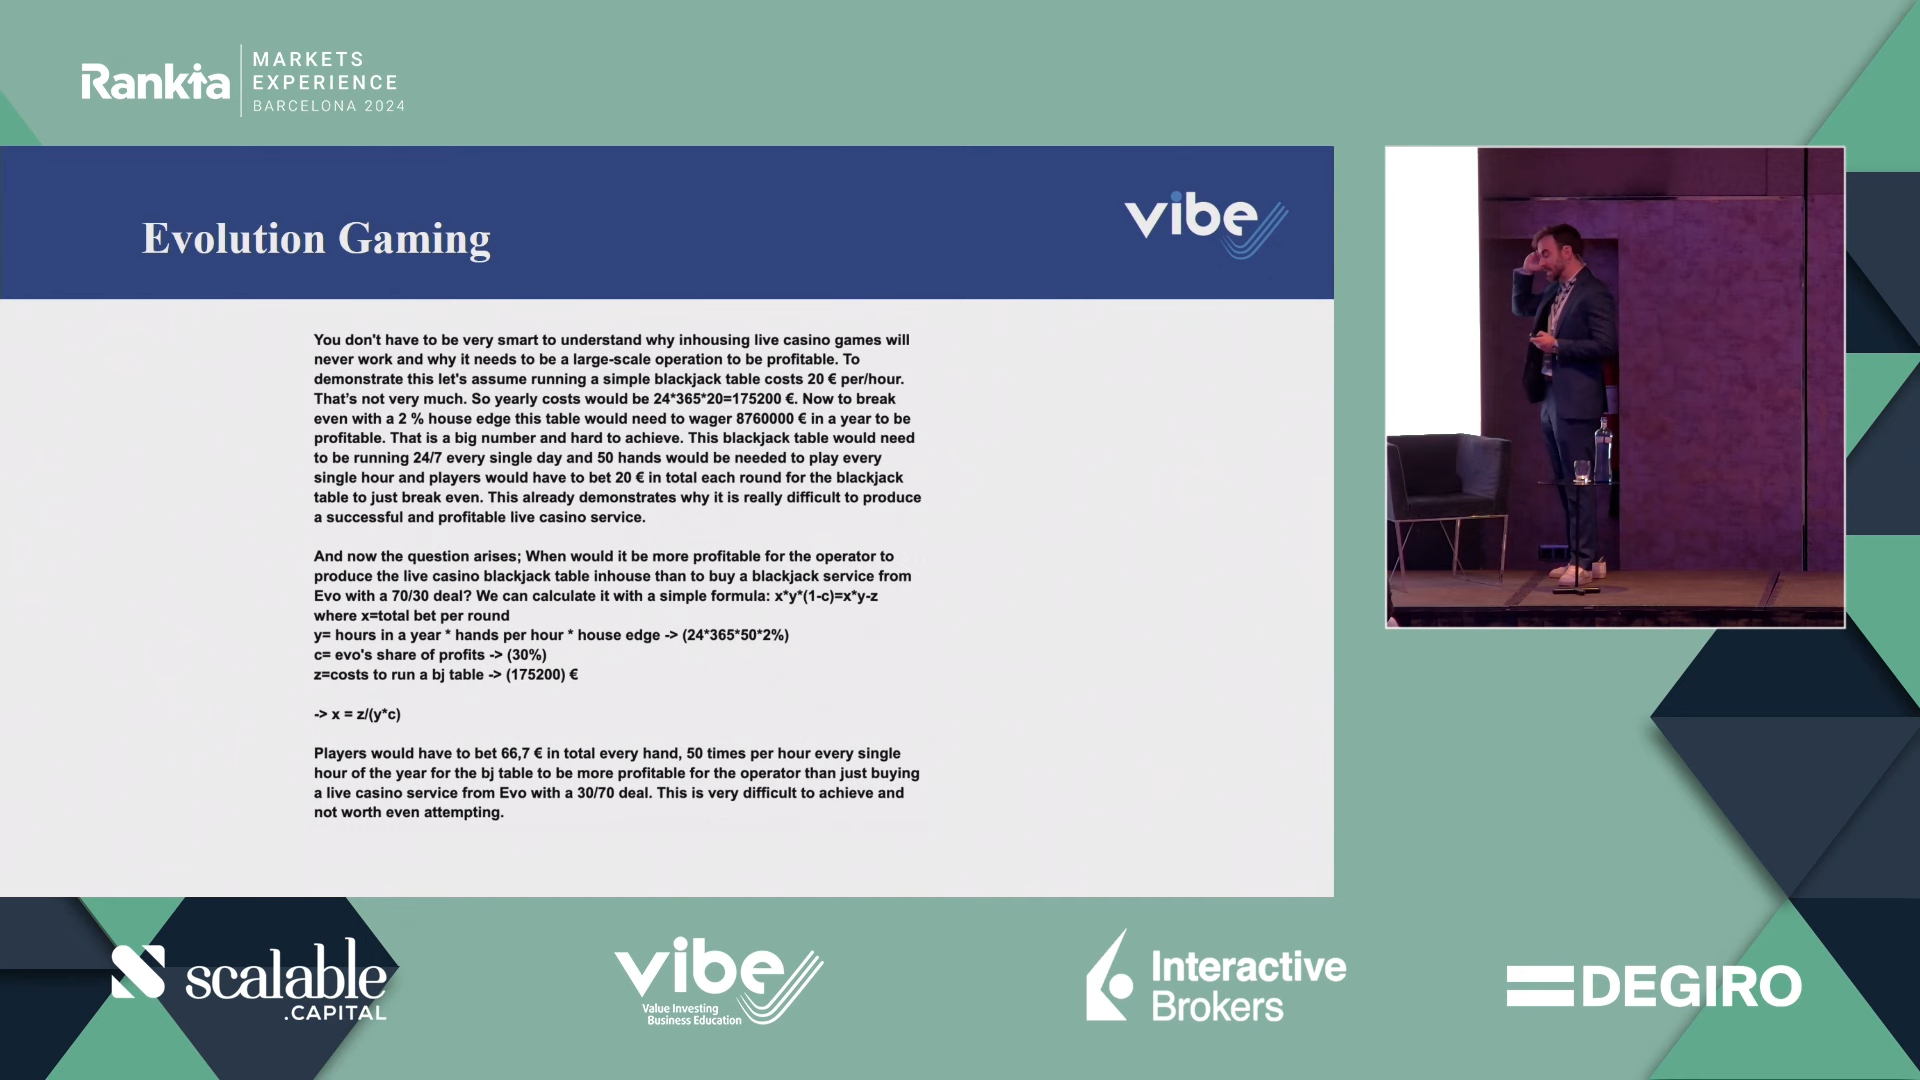 Rankia
MARKETS
EXPERIENCE
BARCELONA 2024
Evolution Gaming
vibe
You don't have to be very smart to understand why inhousing live casino games will
never work and why it needs to be a large-scale operation to be profitable. To
demonstrate this let's assume running a simple blackjack table costs 20 € per/hour.
That's not very much. So yearly costs would be 24*365*20=175200 €. Now to break
even with a 2 % house edge this table would need to wager 8760000 € in a year to be
profitable. That is a big number and hard to achieve. This blackjack table would need
to be running 24/7 every single day and 50 hands would be needed to play every
single hour and players would have to bet 20 € in total each round for the blackjack
table to just break even. This already demonstrates why it is really difficult to produce
a successful and profitable live casino service.
And now the question arises; When would it be more profitable for the operator to
produce the live casino blackjack table inhouse than to buy a blackjack service from
Evo with a 70/30 deal? We can calculate it with a simple formula: x*y*(1-c)=x*y-z
where x=total bet per round
y= hours in a year * hands per hour * house edge -> (24*365*50*2%)
c= evo's share of profits -> (30%)
z=costs to run a bj table -> (175200) €
-> x = z/(y*c)
Players would have to bet 66,7 € in total every hand, 50 times per hour every single
hour of the year for the bj table to be more profitable for the operator than just buying
a live casino service from Evo with a 30/70 deal. This is very difficult to achieve and
not worth even attempting.
scalable
.CAPITAL
vibe
Value Investing
Business Education
Interactive
Brokers
DEGIRO